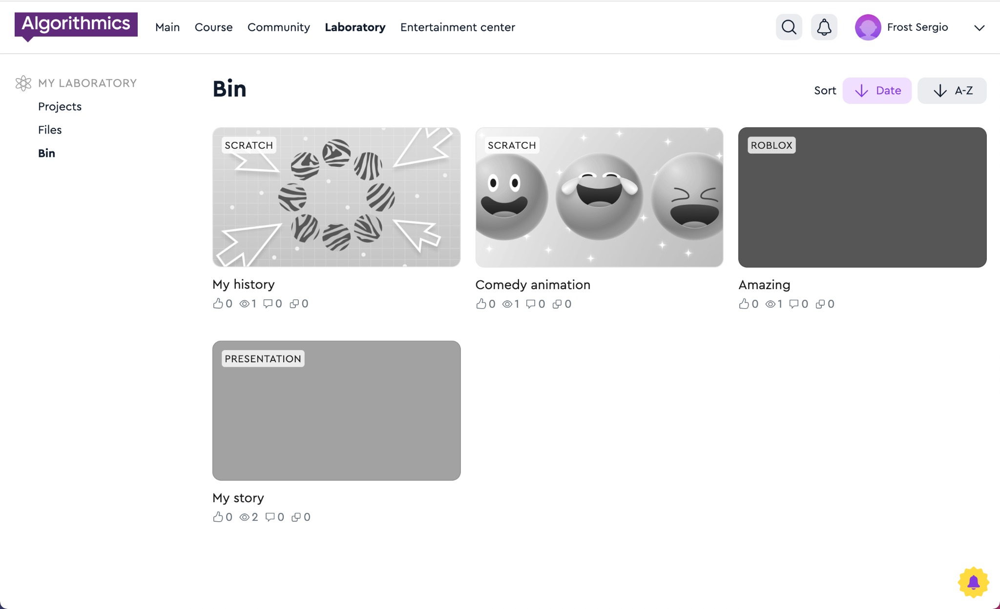 Algorithmics
Main Course Community Laboratory Entertainment center
Frost Sergio
MY LABORATORY
Projects
Files
Bin
Bin
Sort Date A-Z
SCRATCH
My history
0 1 0 0
SCRATCH
Comedy animation
0 1 0 0
ROBLOX
Amazing
0 1 0 0
PRESENTATION
My story
0 2 0 0